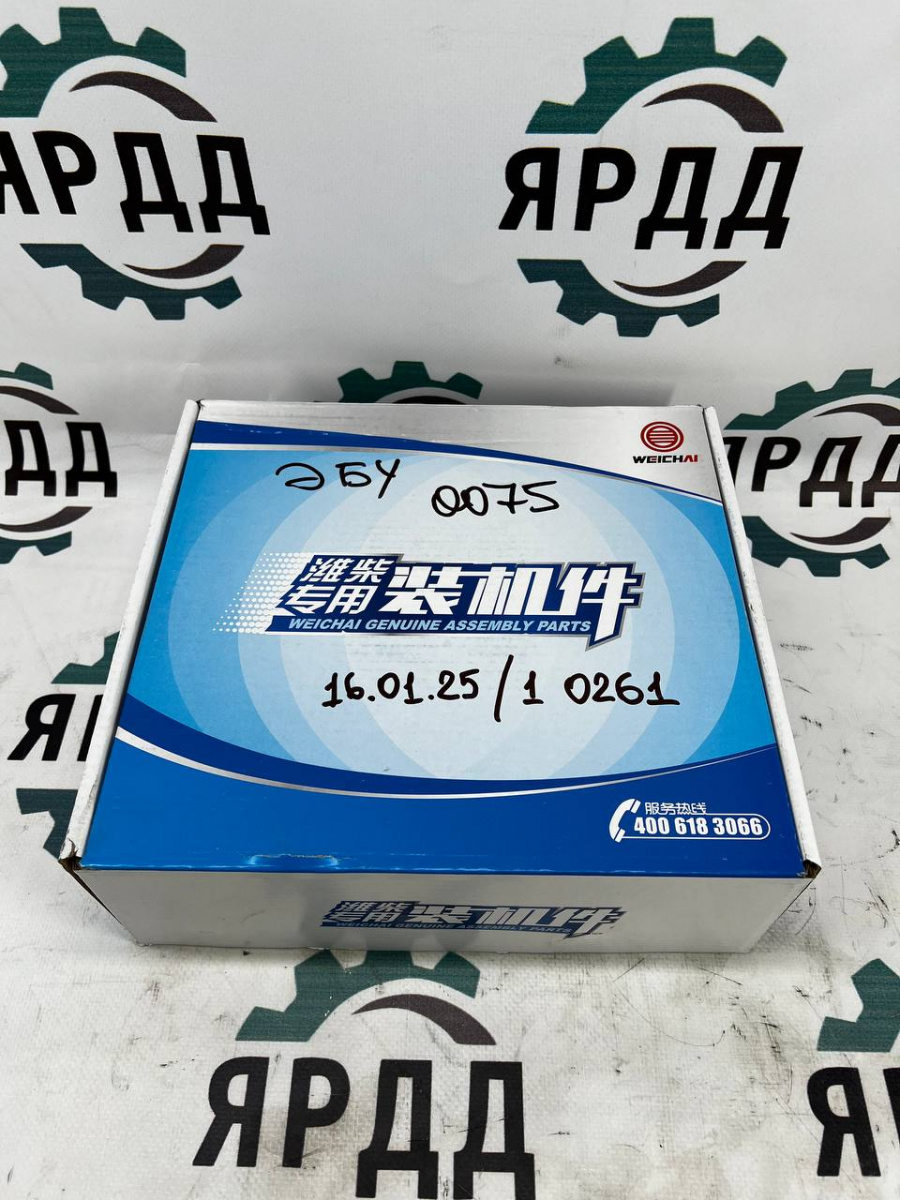 ЯРДД
ЯРДД
ЯРДД
ЯРДД
WEICHAI
ЭБУ 0075
潍柴专用 装机件
WEICHAI GENUINE ASSEMBLY PARTS
16.01.25/1 0261
服务热线
400 618 3066
潍柴专用 装机件
WEICHAI GENUINE ASSEMBLY PARTS
ЯРДД